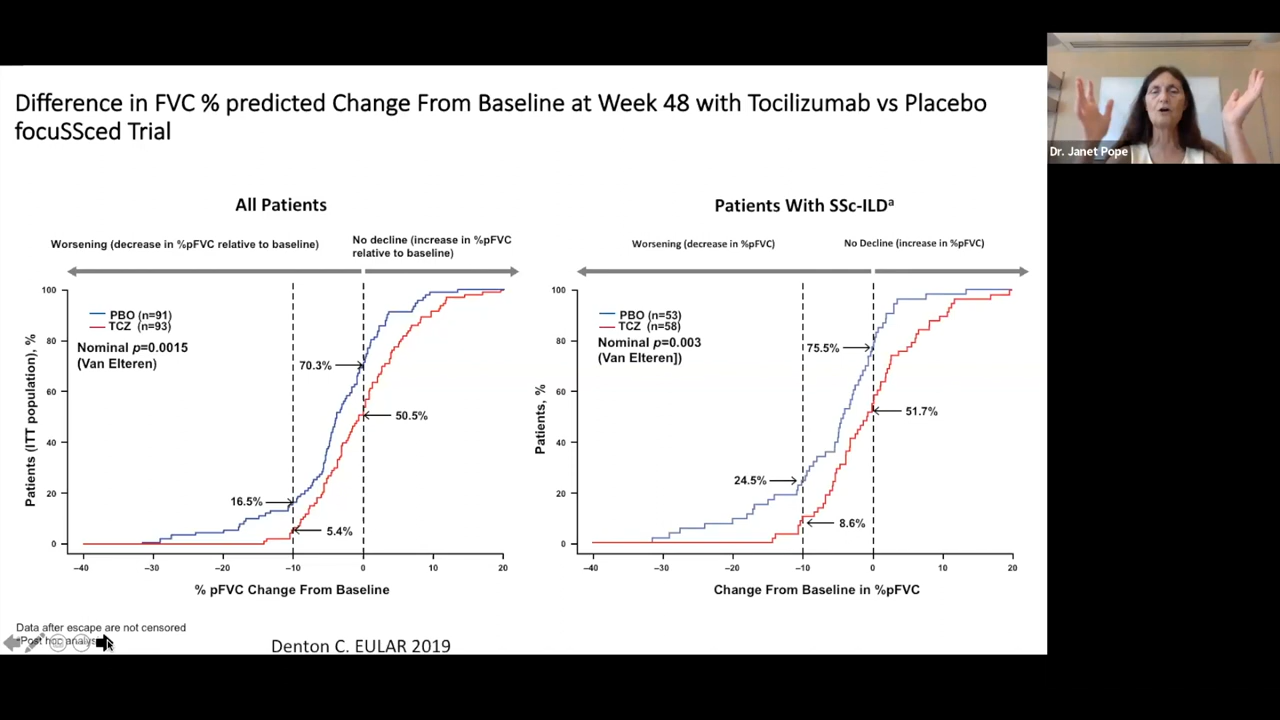 Difference in FVC % predicted Change From Baseline at Week 48 with Tocilizumab vs Placebo
focuSSced Trial
Dr. Janet Pope
All Patients
Worsening (decrease in %pFVC relative to baseline)
No decline (increase in %pFVC
relative to baseline)
100
80
60
40
20
0
Patients (ITT population), %
PBO (n=91)
TCZ (n=93)
Nominal p=0.0015
(Van Elteren)
70.3%
50.5%
16.5%
5.4%
−40
−30
−20
−10
0
10
20
% pFVC Change From Baseline
Patients With SSc-ILDa
Worsening (decrease in %pFVC)
No Decline (increase in %pFVC)
100
80
60
40
20
0
Patients, %
PBO (n=53)
TCZ (n=58)
Nominal p=0.003
(Van Elteren])
75.5%
51.7%
24.5%
8.6%
−40
−30
−20
−10
0
10
20
Change From Baseline in %pFVC
Data after escape are not censored
Post hoc analys
Denton C. EULAR 2019